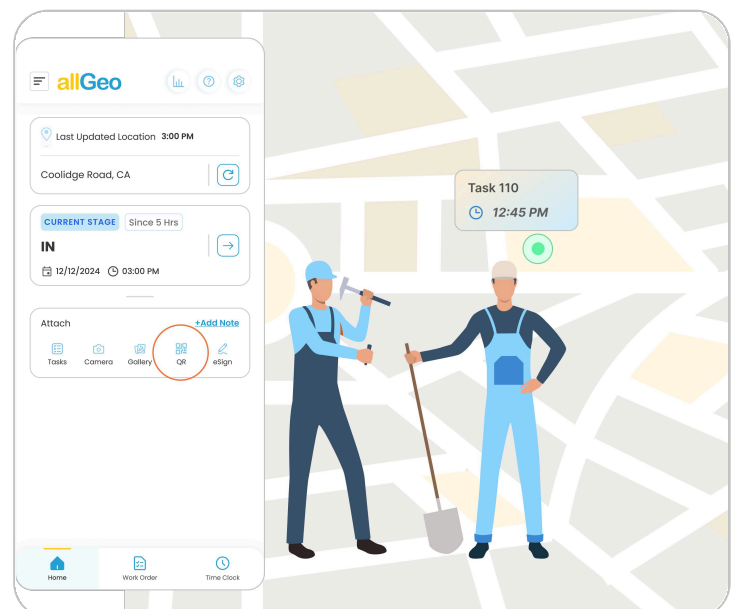 allGeo
Last Updated Location 3:00 PM
Coolidge Road, CA
CURRENT STAGE Since 5 Hrs
IN
12/12/2024 03:00 PM
Attach +Add Note
Tasks Camera Gallery QR eSign
Home Work Order Time Clock
Task 110
12:45 PM